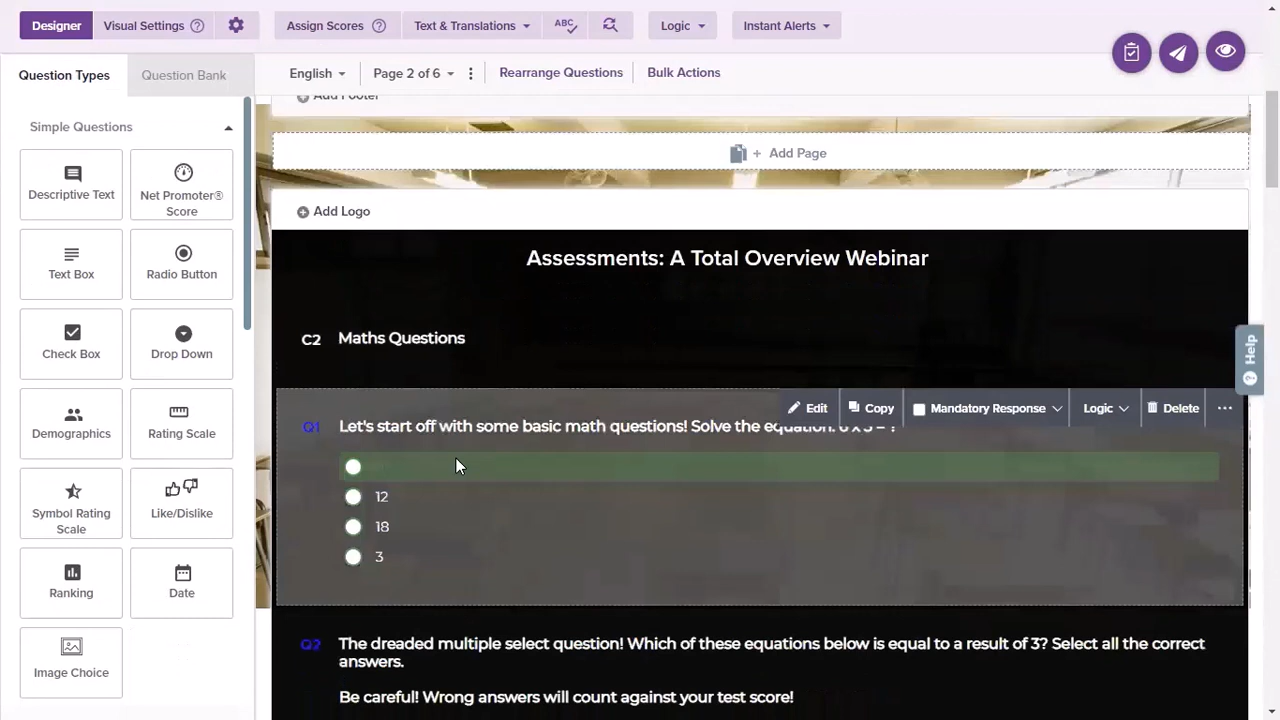 Designer
Visual Settings
Assign Scores
Text & Translations
ABC
Logic
Instant Alerts
Question Types
Question Bank
English
Page 2 of 6
Rearrange Questions
Bulk Actions
Add Footer
Simple Questions
Descriptive Text
Net Promoter®
Score
+ Add Page
Add Logo
Text Box
Radio Button
Assessments: A Total Overview Webinar
Check Box
Drop Down
C2 Maths Questions
Help
Demographics
Rating Scale
Edit
Copy
Mandatory Response
Logic
Delete
...
Q1 Let's start off with some basic math questions! Solve the equation:
12
18
3
Symbol Rating
Scale
Like/Dislike
Ranking
Date
Image Choice
Q2 The dreaded multiple select question! Which of these equations below is equal to a result of 3? Select all the correct
answers.
Be careful! Wrong answers will count against your test score!